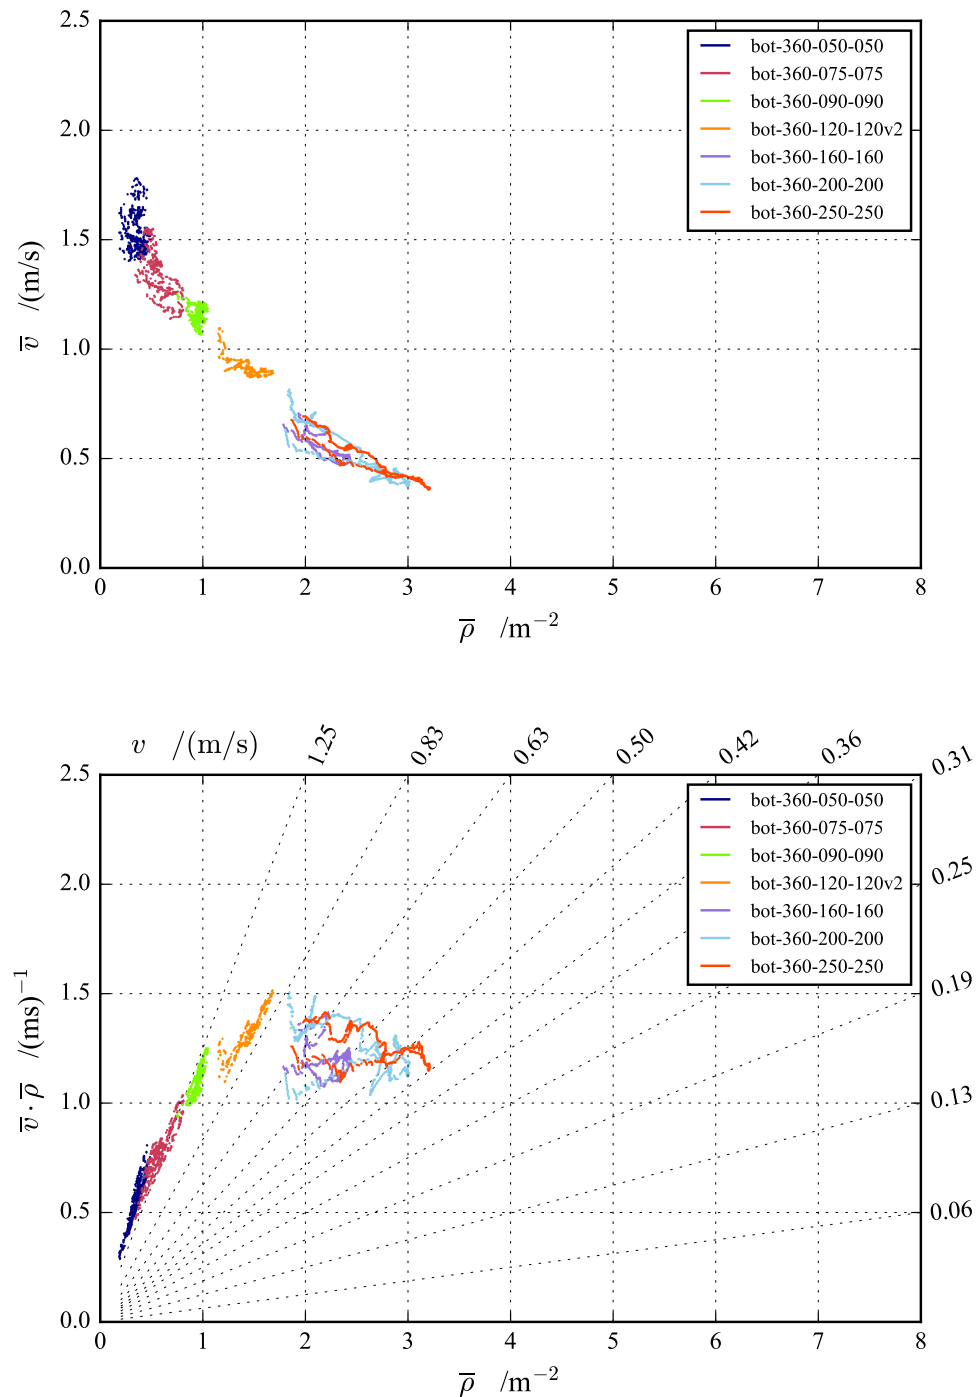 2.5
2.0
1.5
1.0
0.5
0.0
v̅ /(m/s)
bot-360-050-050
bot-360-075-075
bot-360-090-090
bot-360-120-120v2
bot-360-160-160
bot-360-200-200
bot-360-250-250
0 1 2 3 4 5 6 7 8
ρ̅ /m⁻²
v /(m/s) 1.25 0.83 0.63 0.50 0.42 0.36 0.31
0.25
0.19
0.13
0.06
2.5
2.0
1.5
1.0
0.5
0.0
v̅ · ρ̅ /(ms)⁻¹
bot-360-050-050
bot-360-075-075
bot-360-090-090
bot-360-120-120v2
bot-360-160-160
bot-360-200-200
bot-360-250-250
0 1 2 3 4 5 6 7 8
ρ̅ /m⁻²